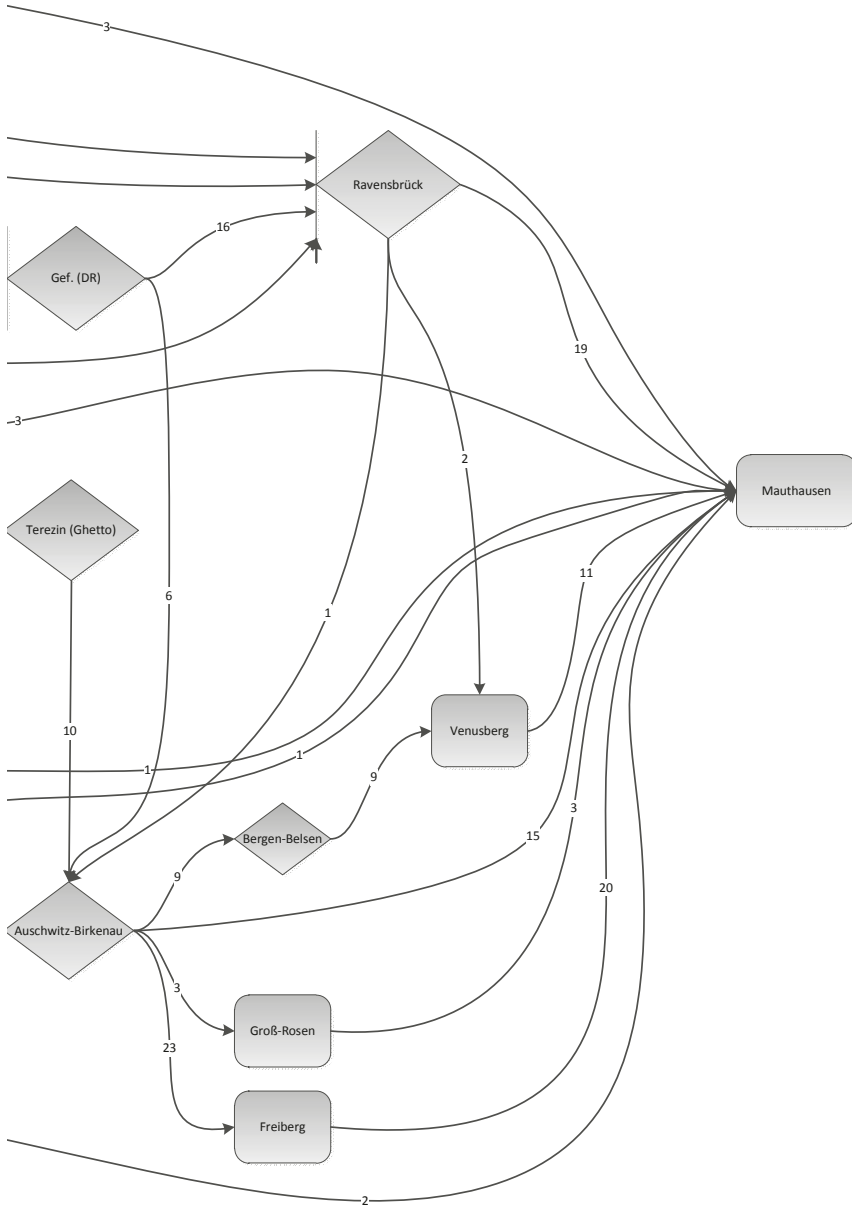 3
Ravensbrück
16
Gef. (DR)
19
3
2
Mauthausen
Terezin (Ghetto)
11
6
1
10
Venusberg
1
1
9
3
15
Bergen-Belsen
9
20
Auschwitz-Birkenau
3
Groß-Rosen
23
Freiberg
2